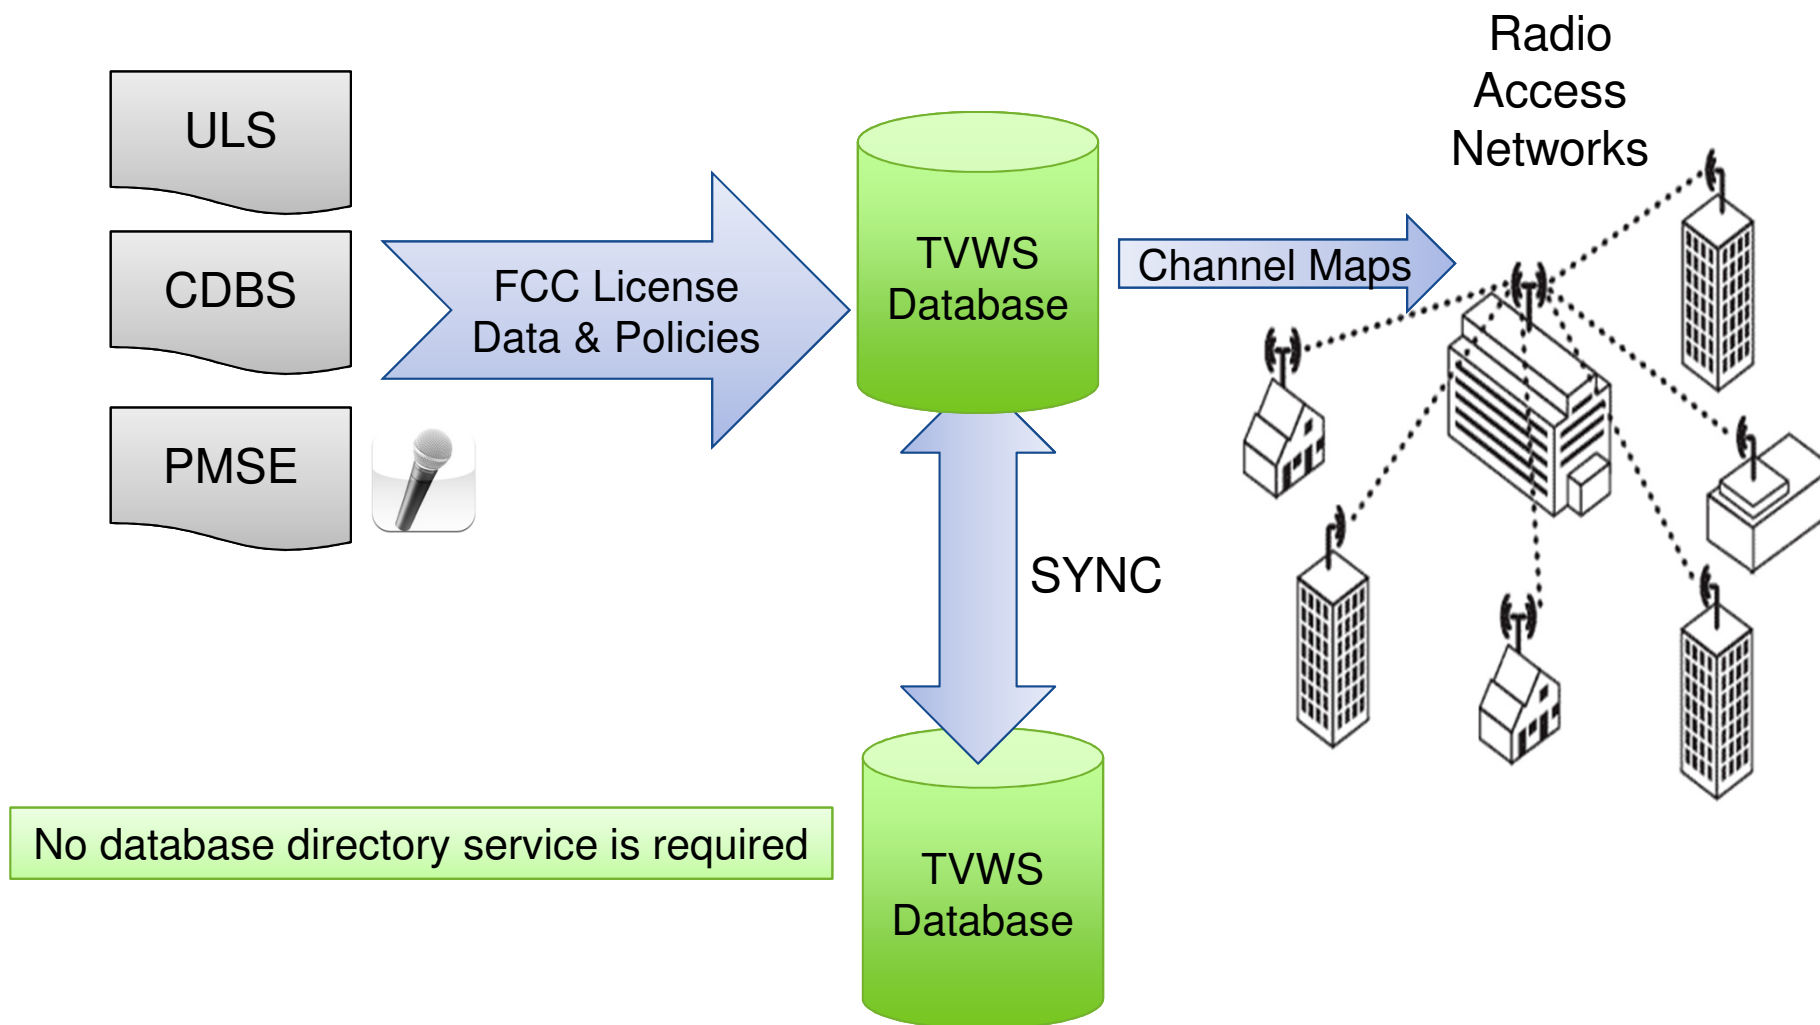 Radio
Access
Networks
ULS
CDBS
PMSE
FCC License
Data & Policies
TVWS
Database
Channel Maps
SYNC
No database directory service is required
TVWS
Database